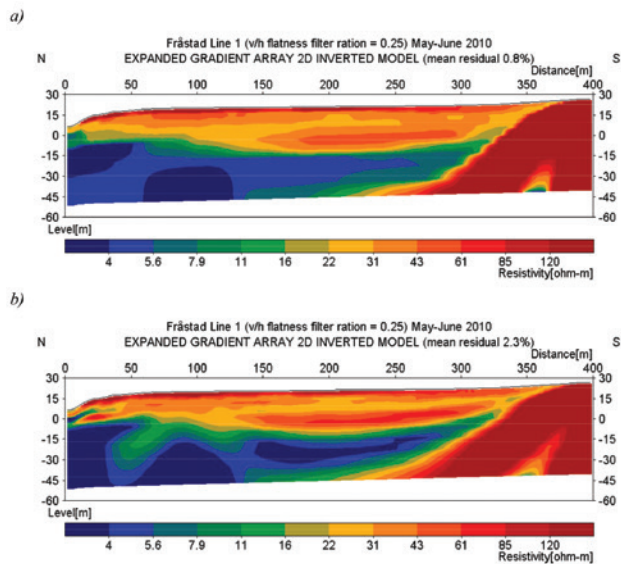 a)
Fråstad Line 1 (v/h flatness filter ration = 0.25) May-June 2010
N EXPANDED GRADIENT ARRAY 2D INVERTED MODEL (mean residual 0.8%) S
Distance[m]
0 50 100 150 200 250 300 350 400
30 30
15 15
0 0
-15 -15
-30 -30
-45 -45
-60 -60
Level[m]
4 5.6 7.9 11 16 22 31 43 61 85 120
Resistivity[ohm-m]
b)
Fråstad Line 1 (v/h flatness filter ration = 0.25) May-June 2010
N EXPANDED GRADIENT ARRAY 2D INVERTED MODEL (mean residual 2.3%) S
Distance[m]
0 50 100 150 200 250 300 350 400
30 30
15 15
0 0
-15 -15
-30 -30
-45 -45
-60 -60
Level[m]
4 5.6 7.9 11 16 22 31 43 61 85 120
Resistivity[ohm-m]